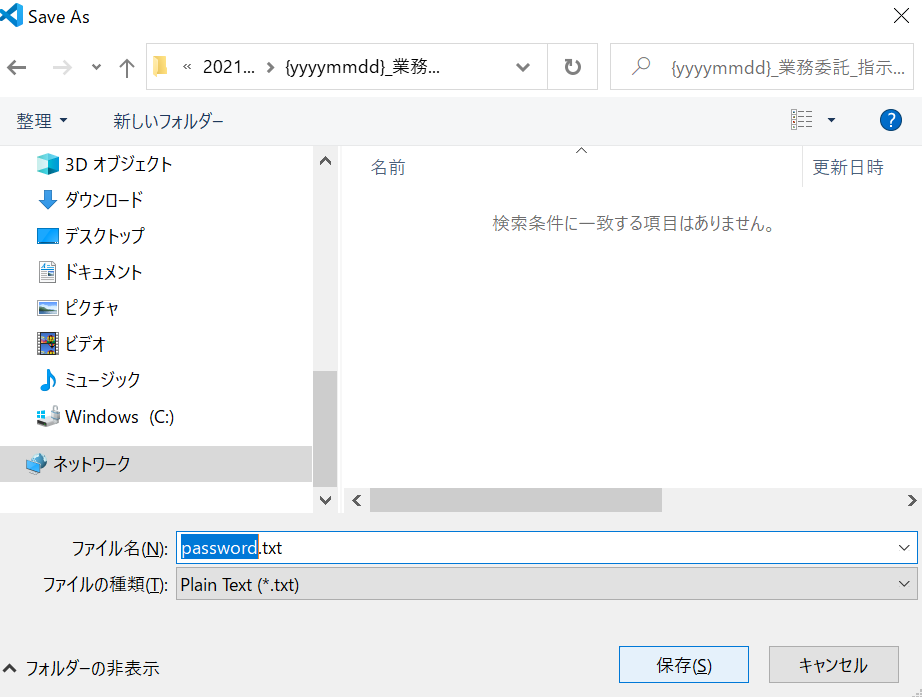 Save As
« 2021... > {yyyymmdd}_業務...
{yyyymmdd}_業務委託_指示...
整理
新しいフォルダー
?
3D オブジェクト
名前
更新日時
ダウンロード
検索条件に一致する項目はありません。
デスクトップ
ドキュメント
ピクチャ
ビデオ
ミュージック
Windows (C:)
ネットワーク
ファイル名(N):
password.txt
ファイルの種類(T):
Plain Text (*.txt)
フォルダーの非表示
保存(S)
キャンセル